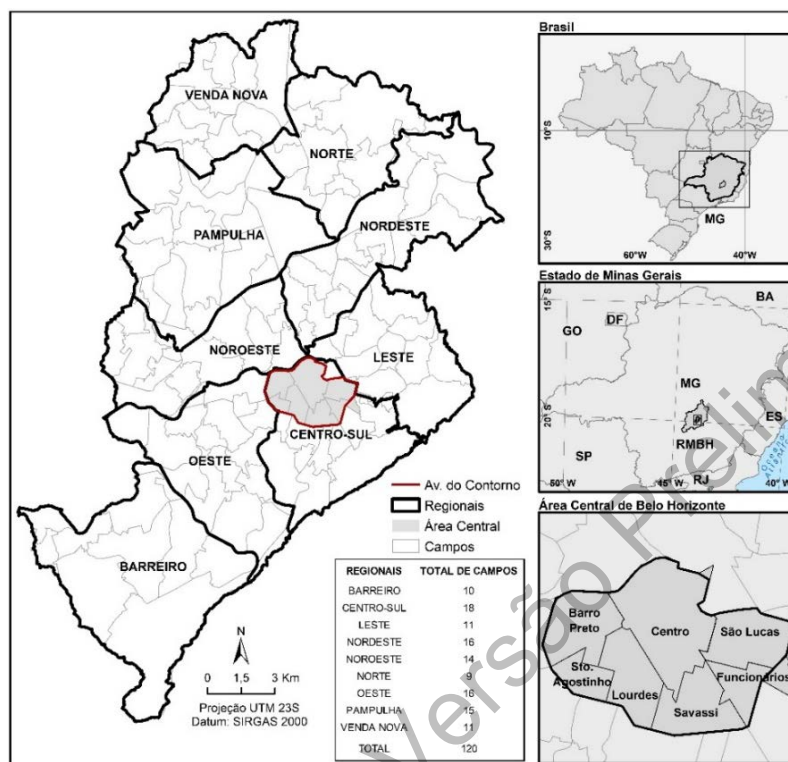 VENDA NOVA
NORTE
NORDESTE
PAMPULHA
NOROESTE
LESTE
CENTRO-SUL
OESTE
BARREIRO
Av. do Contorno
Regionais
Área Central
Campos
REGIONAIS TOTAL DE CAMPOS
BARREIRO 10
CENTRO-SUL 18
LESTE 11
NORDESTE 16
NOROESTE 14
NORTE 9
OESTE 16
PAMPULHA 15
VENDA NOVA 11
TOTAL 120
N
0 1,5 3 Km
Projeção UTM 23S
Datum: SIRGAS 2000
Brasil
10°S
30°S
60°W 40°W
MG
Estado de Minas Gerais
15°S
20°S
BA
GO
DF
MG
ES
RMBH
SP
RJ
Oceano
Atlântico
50° W 45° W 40° W
Área Central de Belo Horizonte
Barro
Preto
Centro
São Lucas
Sto.
Agostinho
Funcionários
Lourdes
Savassi
Versão Prelim